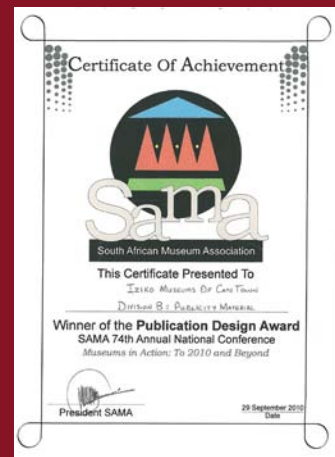 Certificate Of Achievement
Sama
South African Museum Association
This Certificate Presented To
IZIKO MUSEUMS OF CAPE TOWN
DIVISION B: PUBLICITY MATERIAL
Winner of the Publication Design Award
SAMA 74th Annual National Conference
Museums in Action: To 2010 and Beyond
President SAMA
29 September 2010
Date